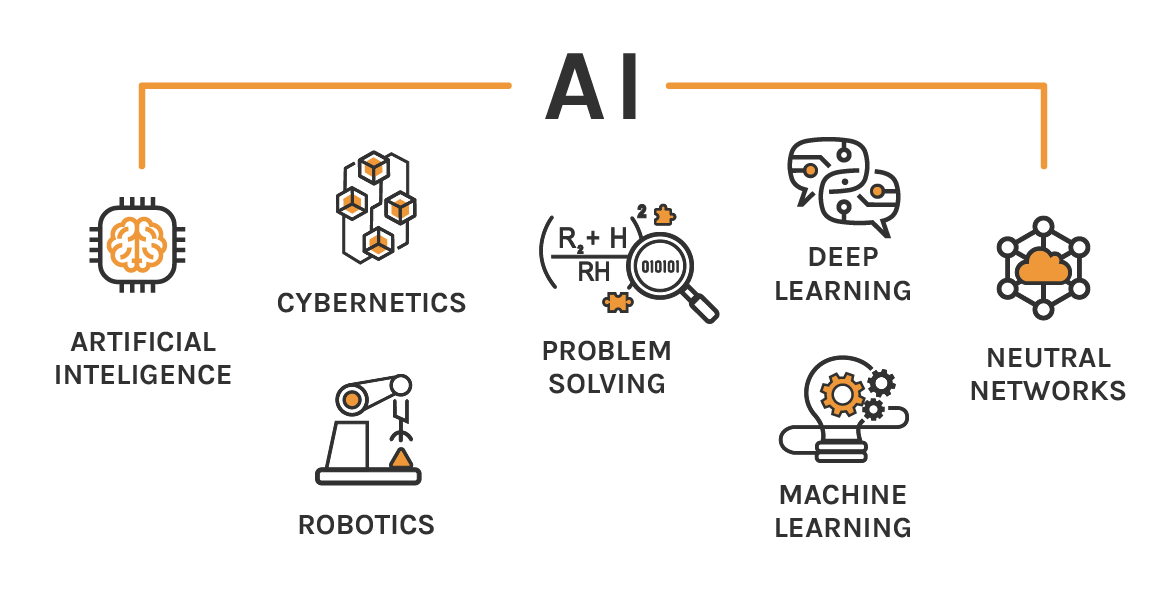 AI
ARTIFICIAL
INTELIGENCE
CYBERNETICS
ROBOTICS
(R₂+ H)²
RH
010101
PROBLEM
SOLVING
DEEP
LEARNING
MACHINE
LEARNING
NEUTRAL
NETWORKS